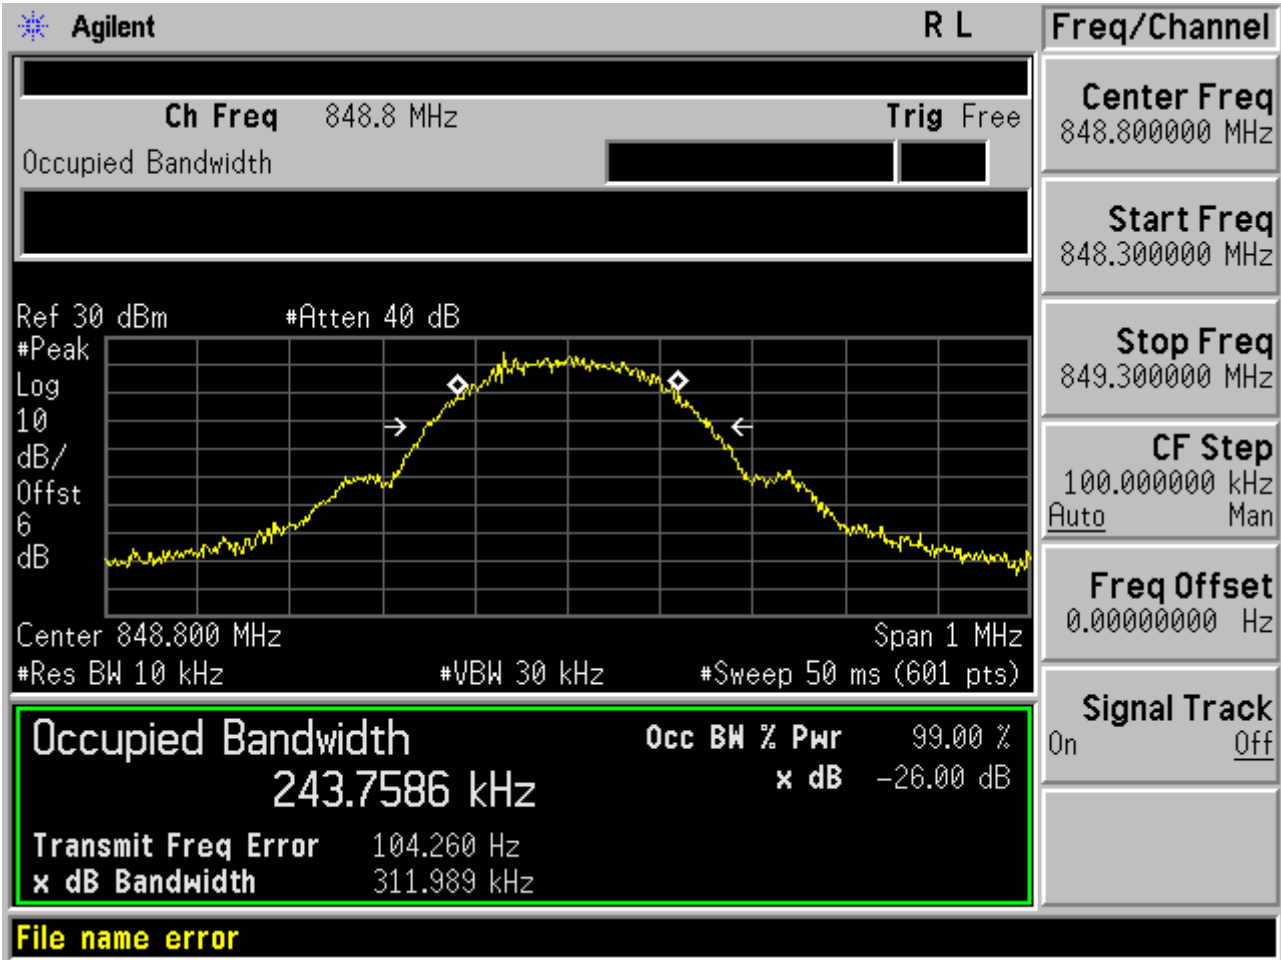 Agilent R L Freq/Channel
Ch Freq 848.8 MHz Trig Free
Occupied Bandwidth
Center Freq
848.800000 MHz
Start Freq
848.300000 MHz
Ref 30 dBm #Atten 40 dB
#Peak
Log
10
dB/
Offst
6
dB
Stop Freq
849.300000 MHz
CF Step
100.000000 kHz
Auto Man
Freq Offset
0.00000000 Hz
Center 848.800 MHz Span 1 MHz
#Res BW 10 kHz #VBW 30 kHz #Sweep 50 ms (601 pts)
Signal Track
On Off
Occupied Bandwidth Occ BW % Pwr 99.00 %
243.7586 kHz x dB -26.00 dB
Transmit Freq Error 104.260 Hz
x dB Bandwidth 311.989 kHz
File name error